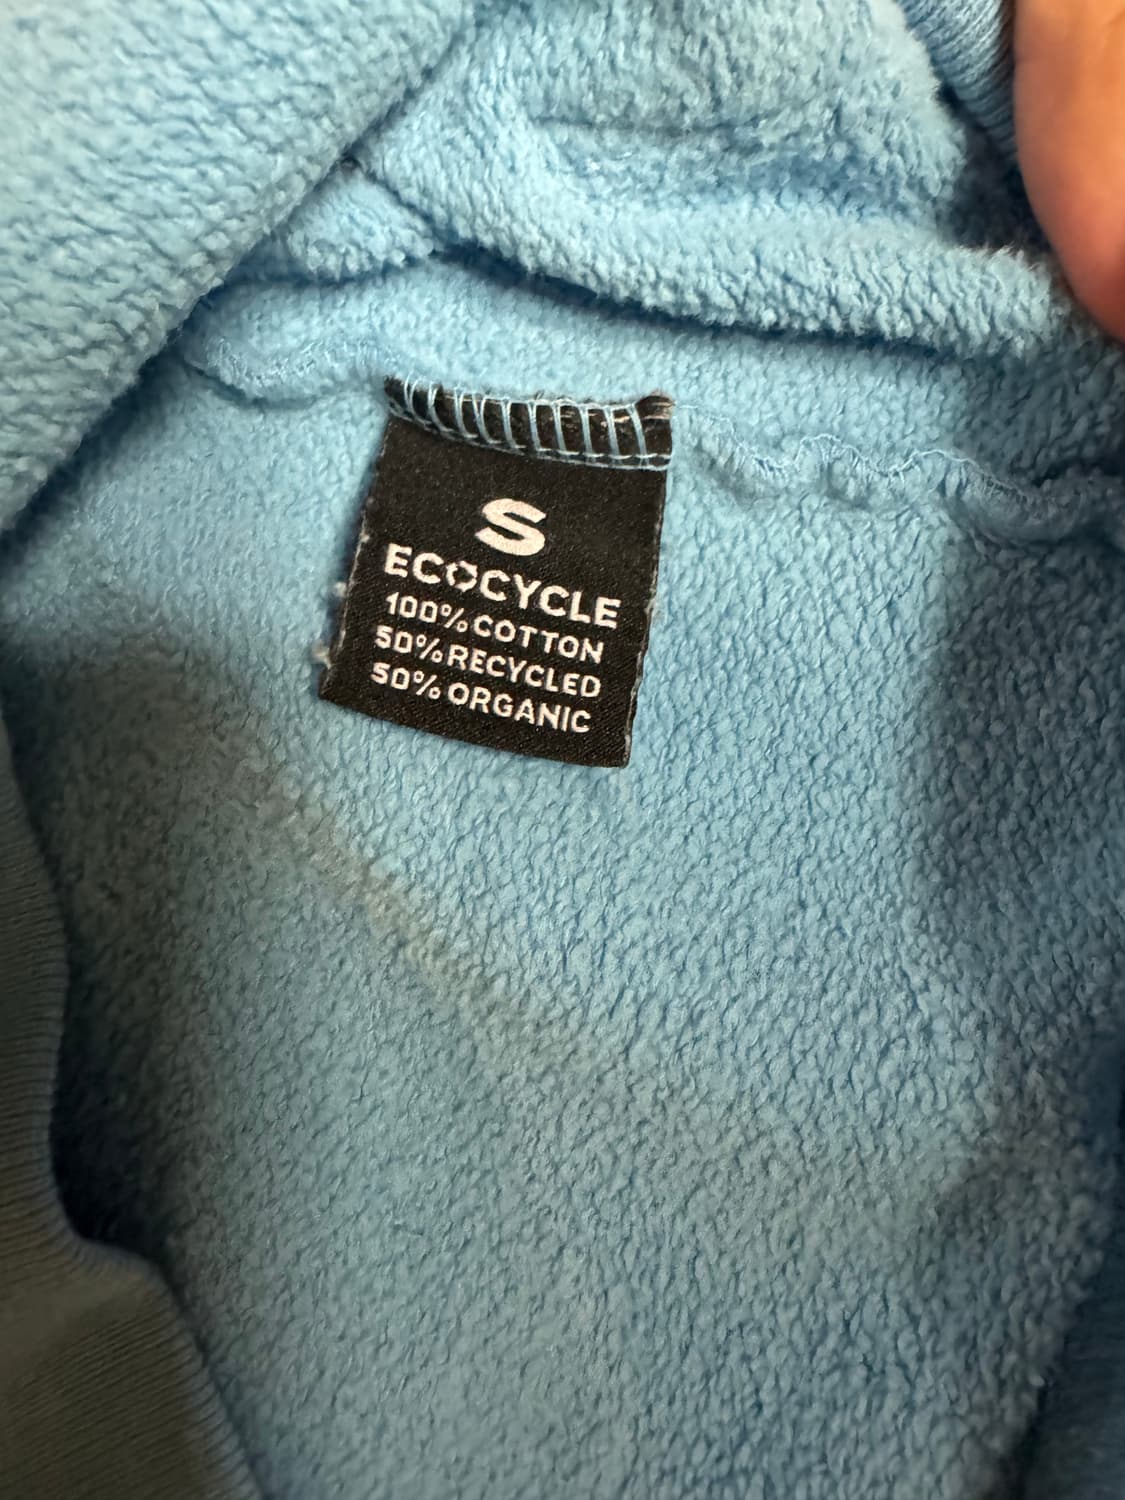 S
ECOCYCLE
100% COTTON
50% RECYCLED
50% ORGANIC